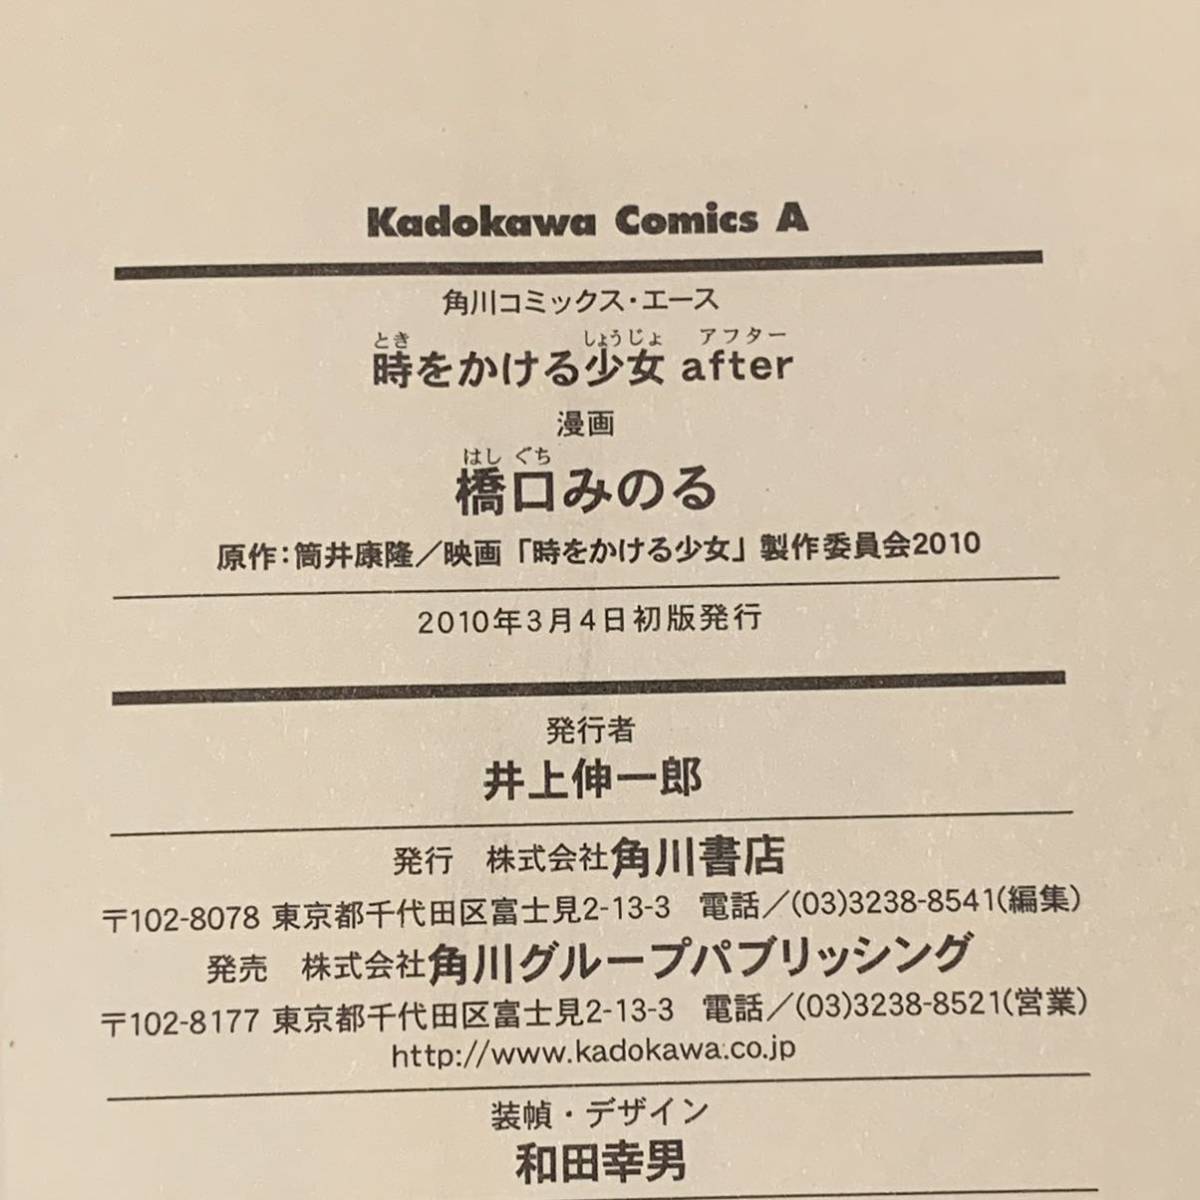 Kadokawa Comics A
角川コミックス・エース
とき しょうじょ アフター
時をかける少女 after
漫画
はし ぐち
橋口みのる
原作：筒井康隆／映画「時をかける少女」製作委員会2010
2010年3月4日初版発行
発行者
井上伸一郎
発行 株式会社角川書店
〒102-8078 東京都千代田区富士見2-13-3 電話／(03)3238-8541(編集)
発売 株式会社角川グループパブリッシング
〒102-8177 東京都千代田区富士見2-13-3 電話／(03)3238-8521(営業)
http://www.kadokawa.co.jp
装幀・デザイン
和田幸男